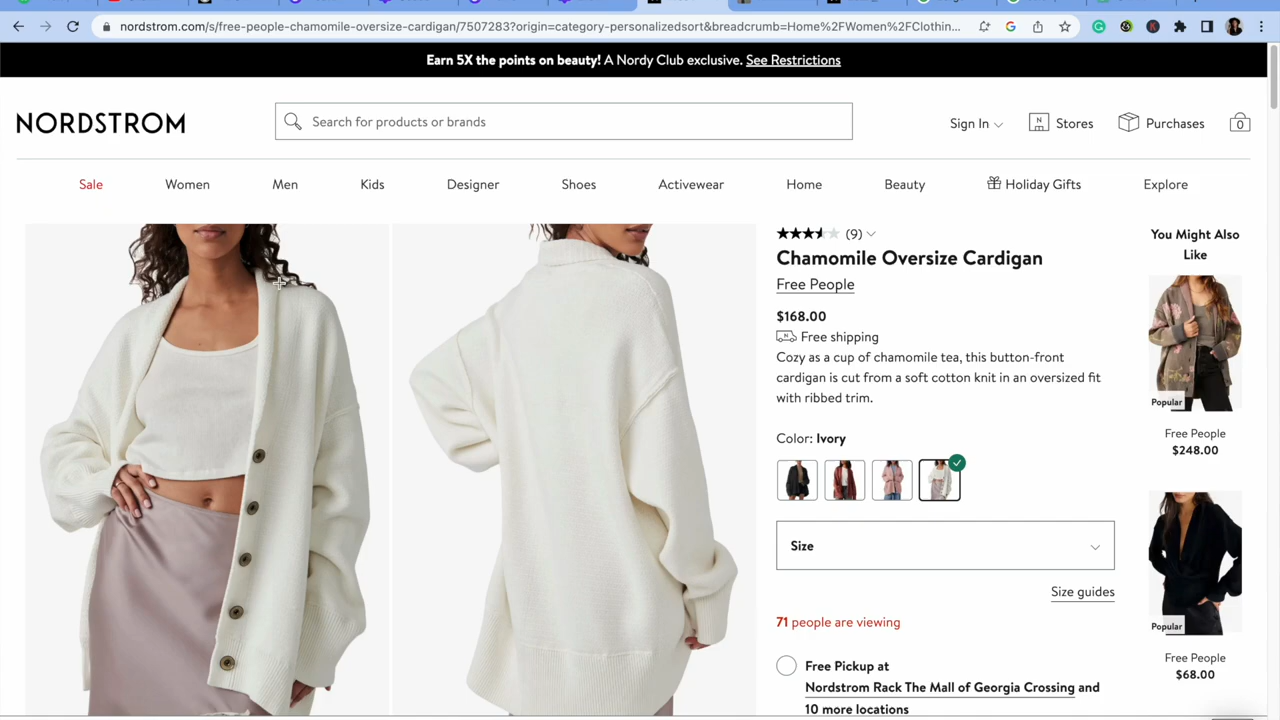 nordstrom.com/s/free-people-chamomile-oversize-cardigan/7507283?origin=category-personalizedsort&breadcrumb=Home%2FWomen%2FClothin...
Earn 5X the points on beauty! A Nordy Club exclusive. See Restrictions
NORDSTROM
Search for products or brands
Sign In
N
Stores
Purchases
0
Sale
Women
Men
Kids
Designer
Shoes
Activewear
Home
Beauty
Holiday Gifts
Explore
(9)
Chamomile Oversize Cardigan
Free People
$168.00
N
Free shipping
Cozy as a cup of chamomile tea, this button-front
cardigan is cut from a soft cotton knit in an oversized fit
with ribbed trim.
Color: Ivory
Size
Size guides
71 people are viewing
Free Pickup at
Nordstrom Rack The Mall of Georgia Crossing and
10 more locations
You Might Also
Like
Popular
Free People
$248.00
Popular
Free People
$68.00